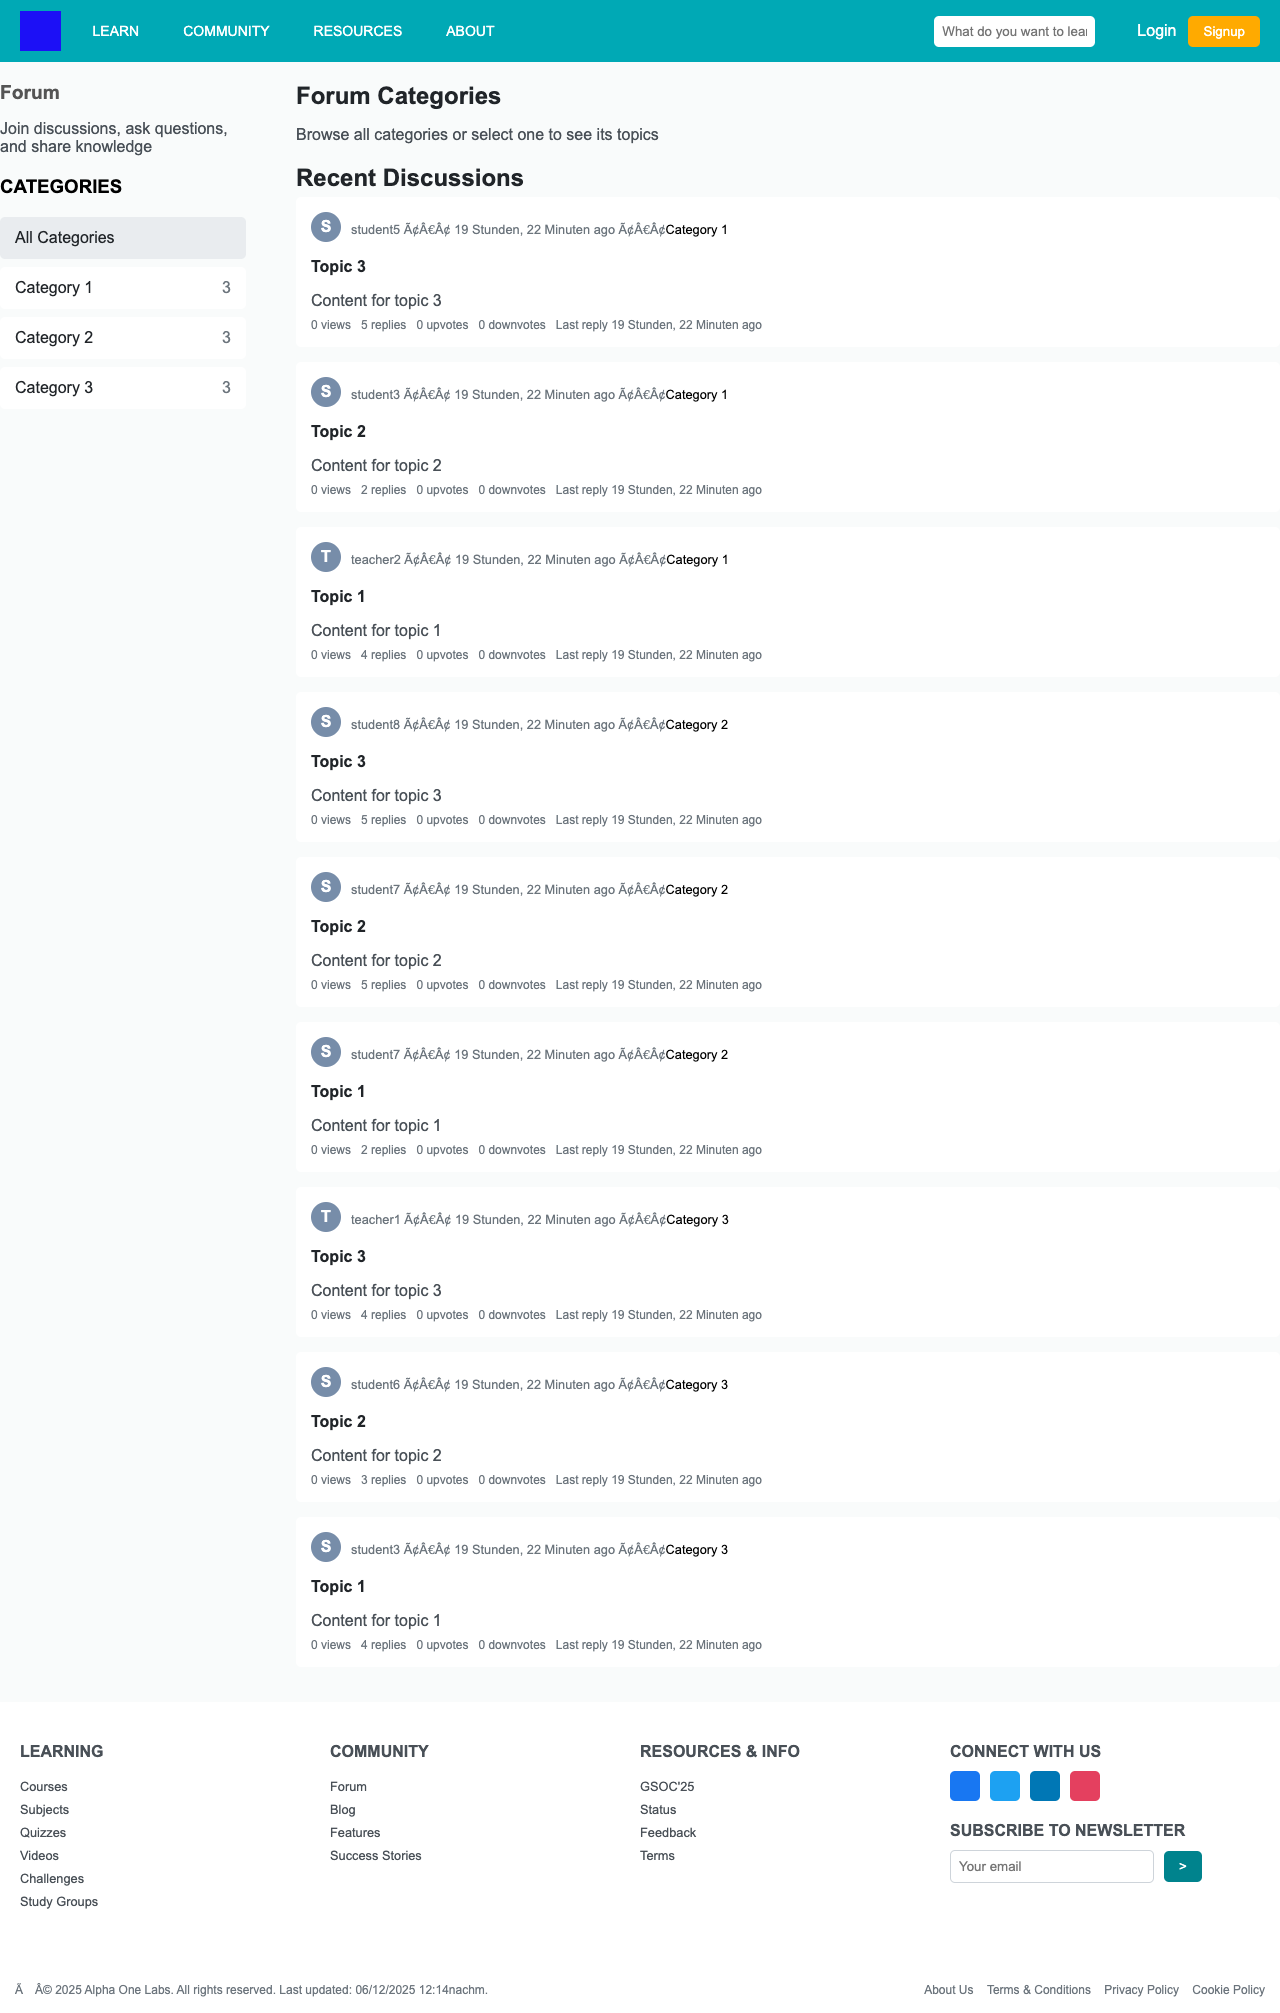 LEARN COMMUNITY RESOURCES ABOUT What do you want to lear Login Signup
Forum
Join discussions, ask questions,
and share knowledge
CATEGORIES
All Categories
Category 1 3
Category 2 3
Category 3 3
Forum Categories
Browse all categories or select one to see its topics
Recent Discussions
S student5 Ã¢Â€Â¢ 19 Stunden, 22 Minuten ago Ã¢Â€Â¢Category 1
Topic 3
Content for topic 3
0 views 5 replies 0 upvotes 0 downvotes Last reply 19 Stunden, 22 Minuten ago
S student3 Ã¢Â€Â¢ 19 Stunden, 22 Minuten ago Ã¢Â€Â¢Category 1
Topic 2
Content for topic 2
0 views 2 replies 0 upvotes 0 downvotes Last reply 19 Stunden, 22 Minuten ago
T teacher2 Ã¢Â€Â¢ 19 Stunden, 22 Minuten ago Ã¢Â€Â¢Category 1
Topic 1
Content for topic 1
0 views 4 replies 0 upvotes 0 downvotes Last reply 19 Stunden, 22 Minuten ago
S student8 Ã¢Â€Â¢ 19 Stunden, 22 Minuten ago Ã¢Â€Â¢Category 2
Topic 3
Content for topic 3
0 views 5 replies 0 upvotes 0 downvotes Last reply 19 Stunden, 22 Minuten ago
S student7 Ã¢Â€Â¢ 19 Stunden, 22 Minuten ago Ã¢Â€Â¢Category 2
Topic 2
Content for topic 2
0 views 5 replies 0 upvotes 0 downvotes Last reply 19 Stunden, 22 Minuten ago
S student7 Ã¢Â€Â¢ 19 Stunden, 22 Minuten ago Ã¢Â€Â¢Category 2
Topic 1
Content for topic 1
0 views 2 replies 0 upvotes 0 downvotes Last reply 19 Stunden, 22 Minuten ago
T teacher1 Ã¢Â€Â¢ 19 Stunden, 22 Minuten ago Ã¢Â€Â¢Category 3
Topic 3
Content for topic 3
0 views 4 replies 0 upvotes 0 downvotes Last reply 19 Stunden, 22 Minuten ago
S student6 Ã¢Â€Â¢ 19 Stunden, 22 Minuten ago Ã¢Â€Â¢Category 3
Topic 2
Content for topic 2
0 views 3 replies 0 upvotes 0 downvotes Last reply 19 Stunden, 22 Minuten ago
S student3 Ã¢Â€Â¢ 19 Stunden, 22 Minuten ago Ã¢Â€Â¢Category 3
Topic 1
Content for topic 1
0 views 4 replies 0 upvotes 0 downvotes Last reply 19 Stunden, 22 Minuten ago
LEARNING
Courses
Subjects
Quizzes
Videos
Challenges
Study Groups
COMMUNITY
Forum
Blog
Features
Success Stories
RESOURCES & INFO
GSOC'25
Status
Feedback
Terms
CONNECT WITH US
SUBSCRIBE TO NEWSLETTER
Your email >
Ã Â© 2025 Alpha One Labs. All rights reserved. Last updated: 06/12/2025 12:14nachm.
About Us Terms & Conditions Privacy Policy Cookie Policy